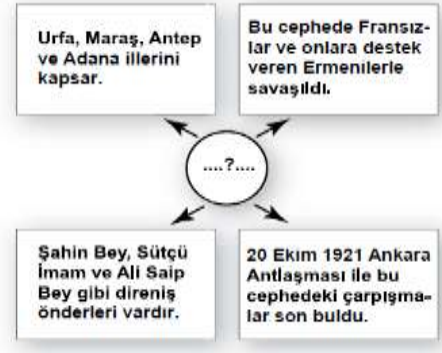 Urfa, Maraş, Antep
ve Adana illerini
kapsar.
Bu cephede Fransız-
lar ve onlara destek
veren Ermenilerle
savaşıldı.
....?....
Şahin Bey, Sütçü
İmam ve Ali Saip
Bey gibi direniş
önderleri vardır.
20 Ekim 1921 Ankara
Antlaşması ile bu
cephedeki çarpışma-
lar son buldu.